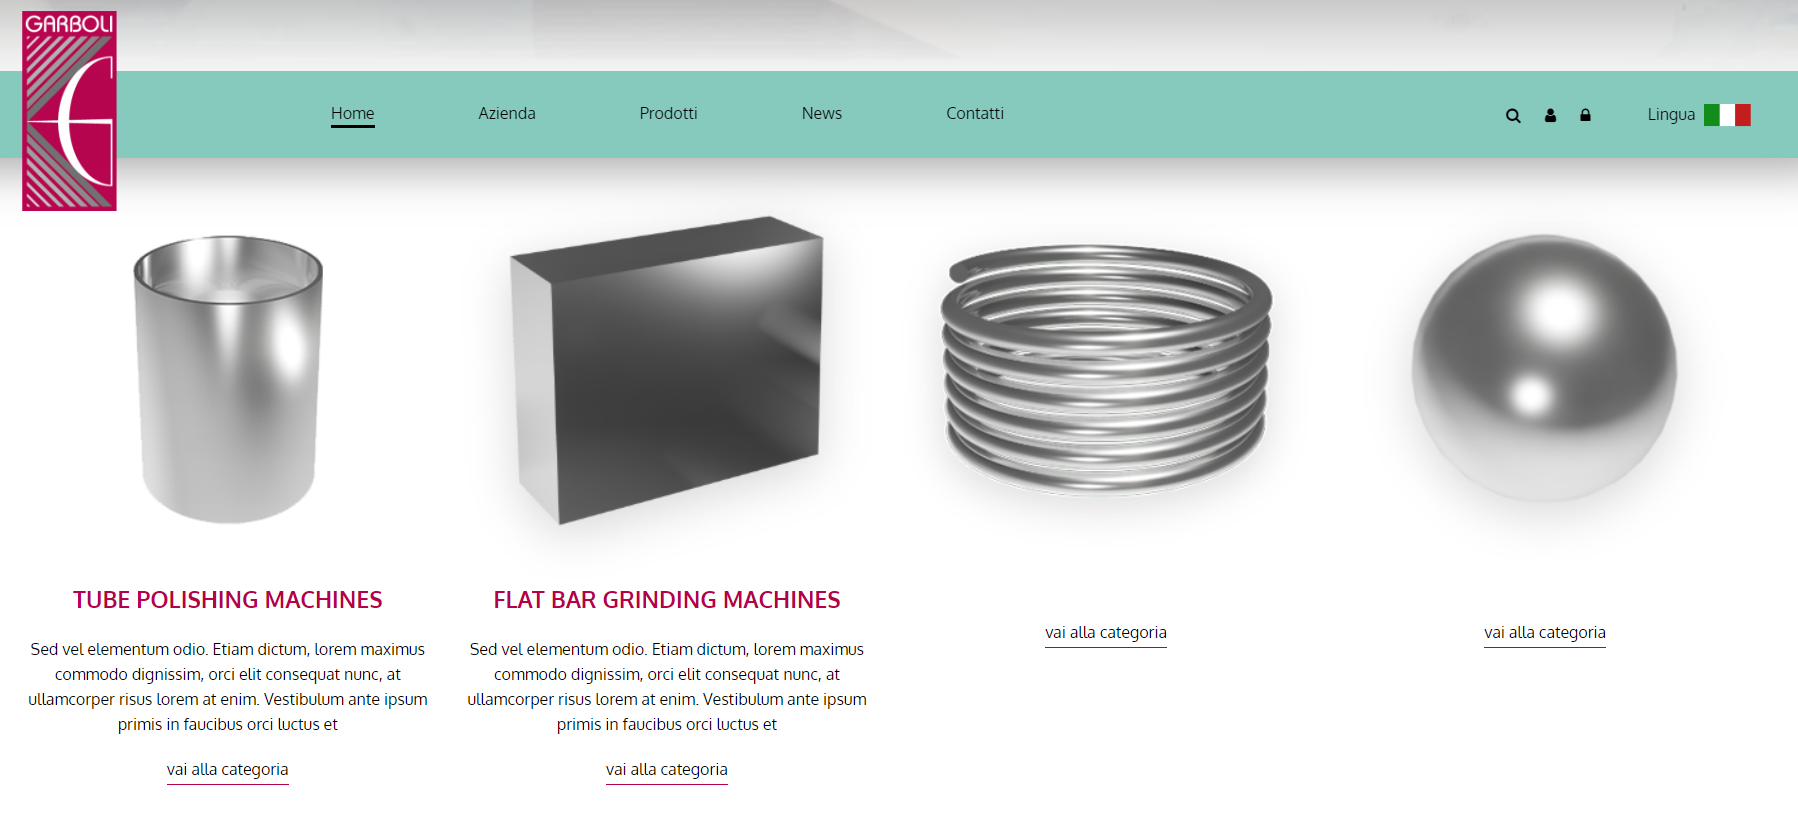 GARBOLI
Home
Azienda
Prodotti
News
Contatti
Lingua
TUBE POLISHING MACHINES
Sed vel elementum odio. Etiam dictum, lorem maximus
commodo dignissim, orci elit consequat nunc, at
ullamcorper risus lorem at enim. Vestibulum ante ipsum
primis in faucibus orci luctus et
vai alla categoria
FLAT BAR GRINDING MACHINES
Sed vel elementum odio. Etiam dictum, lorem maximus
commodo dignissim, orci elit consequat nunc, at
ullamcorper risus lorem at enim. Vestibulum ante ipsum
primis in faucibus orci luctus et
vai alla categoria
vai alla categoria
vai alla categoria